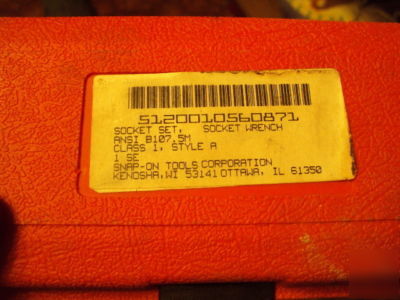 5120010560871
SOCKET SET, SOCKET WRENCH
ANSI B107.5M
CLASS 1, STYLE A
1 SE
SNAP-ON TOOLS CORPORATION
KENOSHA,WI 53141 OTTAWA, IL 61350